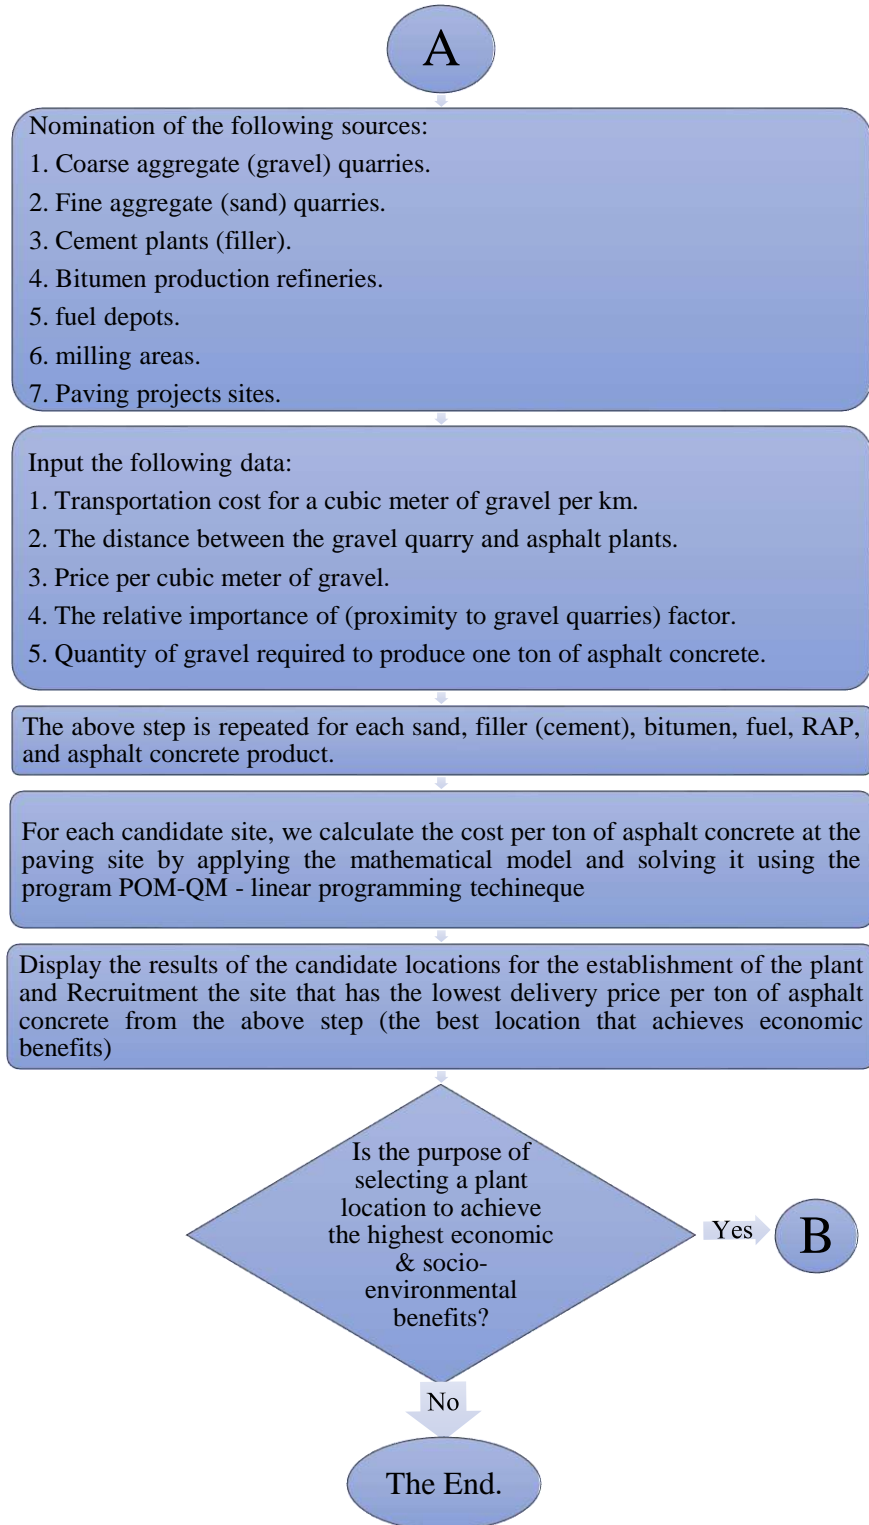 A
Nomination of the following sources:
1. Coarse aggregate (gravel) quarries.
2. Fine aggregate (sand) quarries.
3. Cement plants (filler).
4. Bitumen production refineries.
5. fuel depots.
6. milling areas.
7. Paving projects sites.
Input the following data:
1. Transportation cost for a cubic meter of gravel per km.
2. The distance between the gravel quarry and asphalt plants.
3. Price per cubic meter of gravel.
4. The relative importance of (proximity to gravel quarries) factor.
5. Quantity of gravel required to produce one ton of asphalt concrete.
The above step is repeated for each sand, filler (cement), bitumen, fuel, RAP,
and asphalt concrete product.
For each candidate site, we calculate the cost per ton of asphalt concrete at the
paving site by applying the mathematical model and solving it using the
program POM-QM - linear programming techineque
Display the results of the candidate locations for the establishment of the plant
and Recruitment the site that has the lowest delivery price per ton of asphalt
concrete from the above step (the best location that achieves economic
benefits)
Is the purpose of
selecting a plant
location to achieve
the highest economic
& socio-
environmental
benefits?
Yes
B
No
The End.